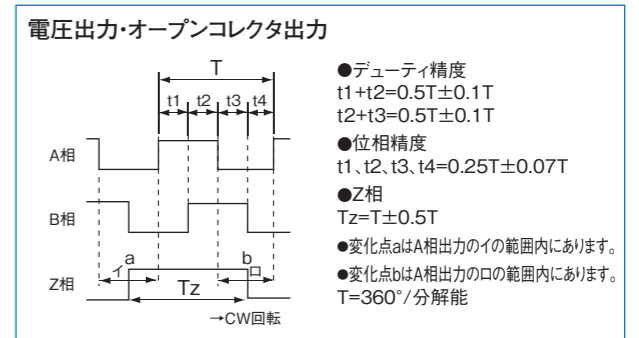 電圧出力・オープンコレクタ出力
T
t1 t2 t3 t4
A相
B相
Z相
a
イ
b
ロ
Tz
→CW回転
●デューティ精度
t1+t2=0.5T±0.1T
t2+t3=0.5T±0.1T
●位相精度
t1、t2、t3、t4=0.25T±0.07T
●Z相
Tz=T±0.5T
●変化点aはA相出力のイの範囲内にあります。
●変化点bはA相出力のロの範囲内にあります。
T=360°/分解能